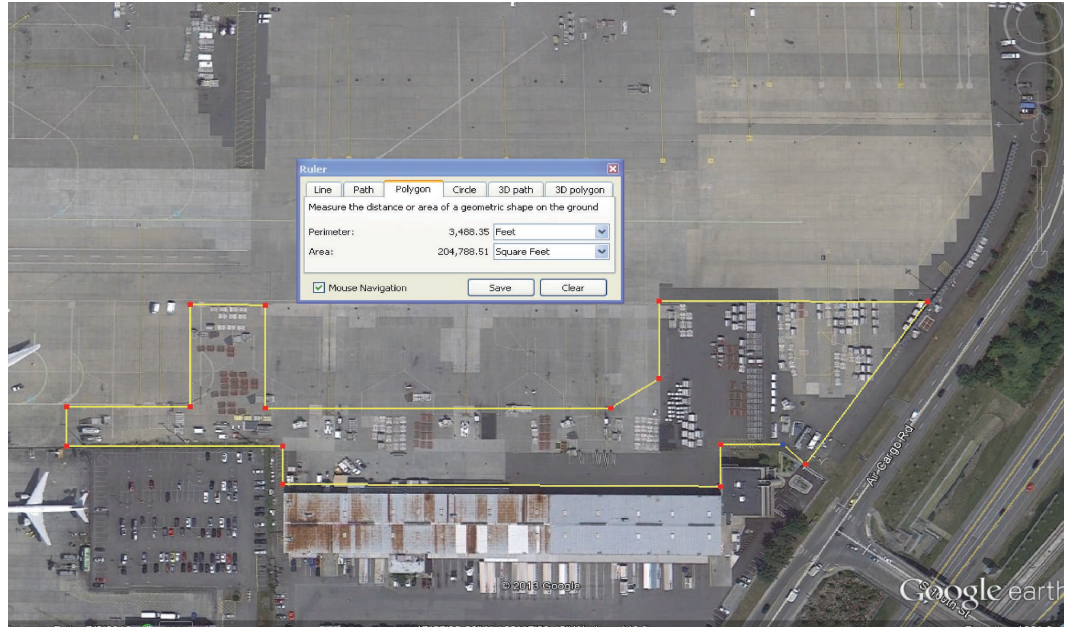 Ruler
Line Path Polygon Circle 3D path 3D polygon
Measure the distance or area of a geometric shape on the ground
Perimeter: 3,488.35 Feet
Area: 204,788.51 Square Feet
Mouse Navigation Save Clear
Air Cargo Rd
© 2013 Google
Google earth